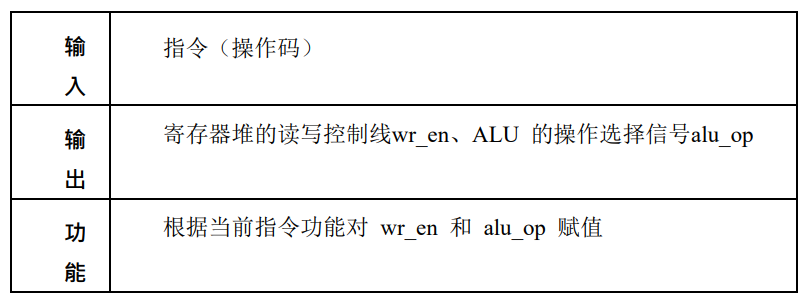 输
入
指令（操作码）
输
出
寄存器堆的读写控制线wr_en、ALU 的操作选择信号alu_op
功
能
根据当前指令功能对 wr_en 和 alu_op 赋值